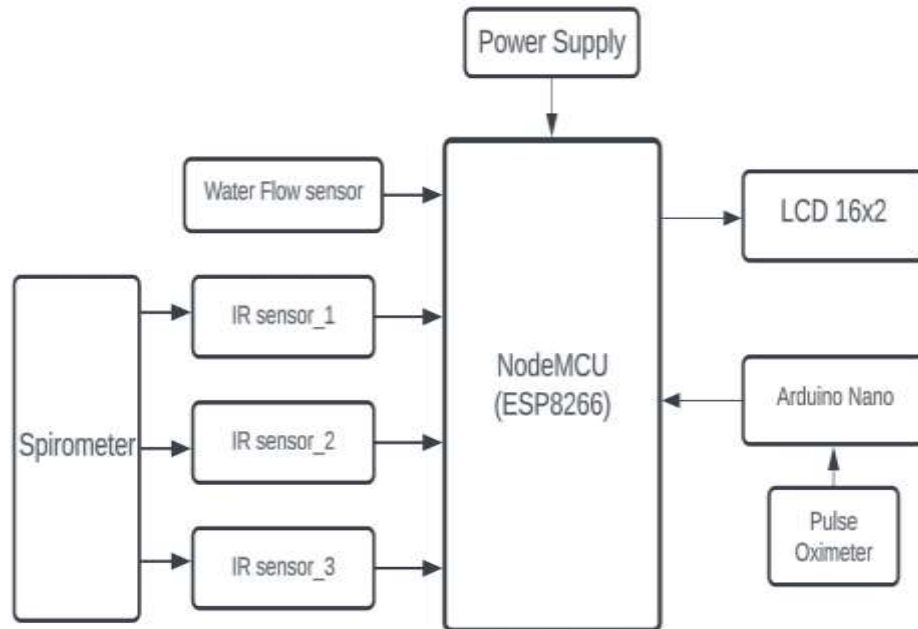 Power Supply
Water Flow sensor
LCD 16x2
IR sensor_1
NodeMCU
(ESP8266)
Arduino Nano
Spirometer
IR sensor_2
Pulse
Oximeter
IR sensor_3